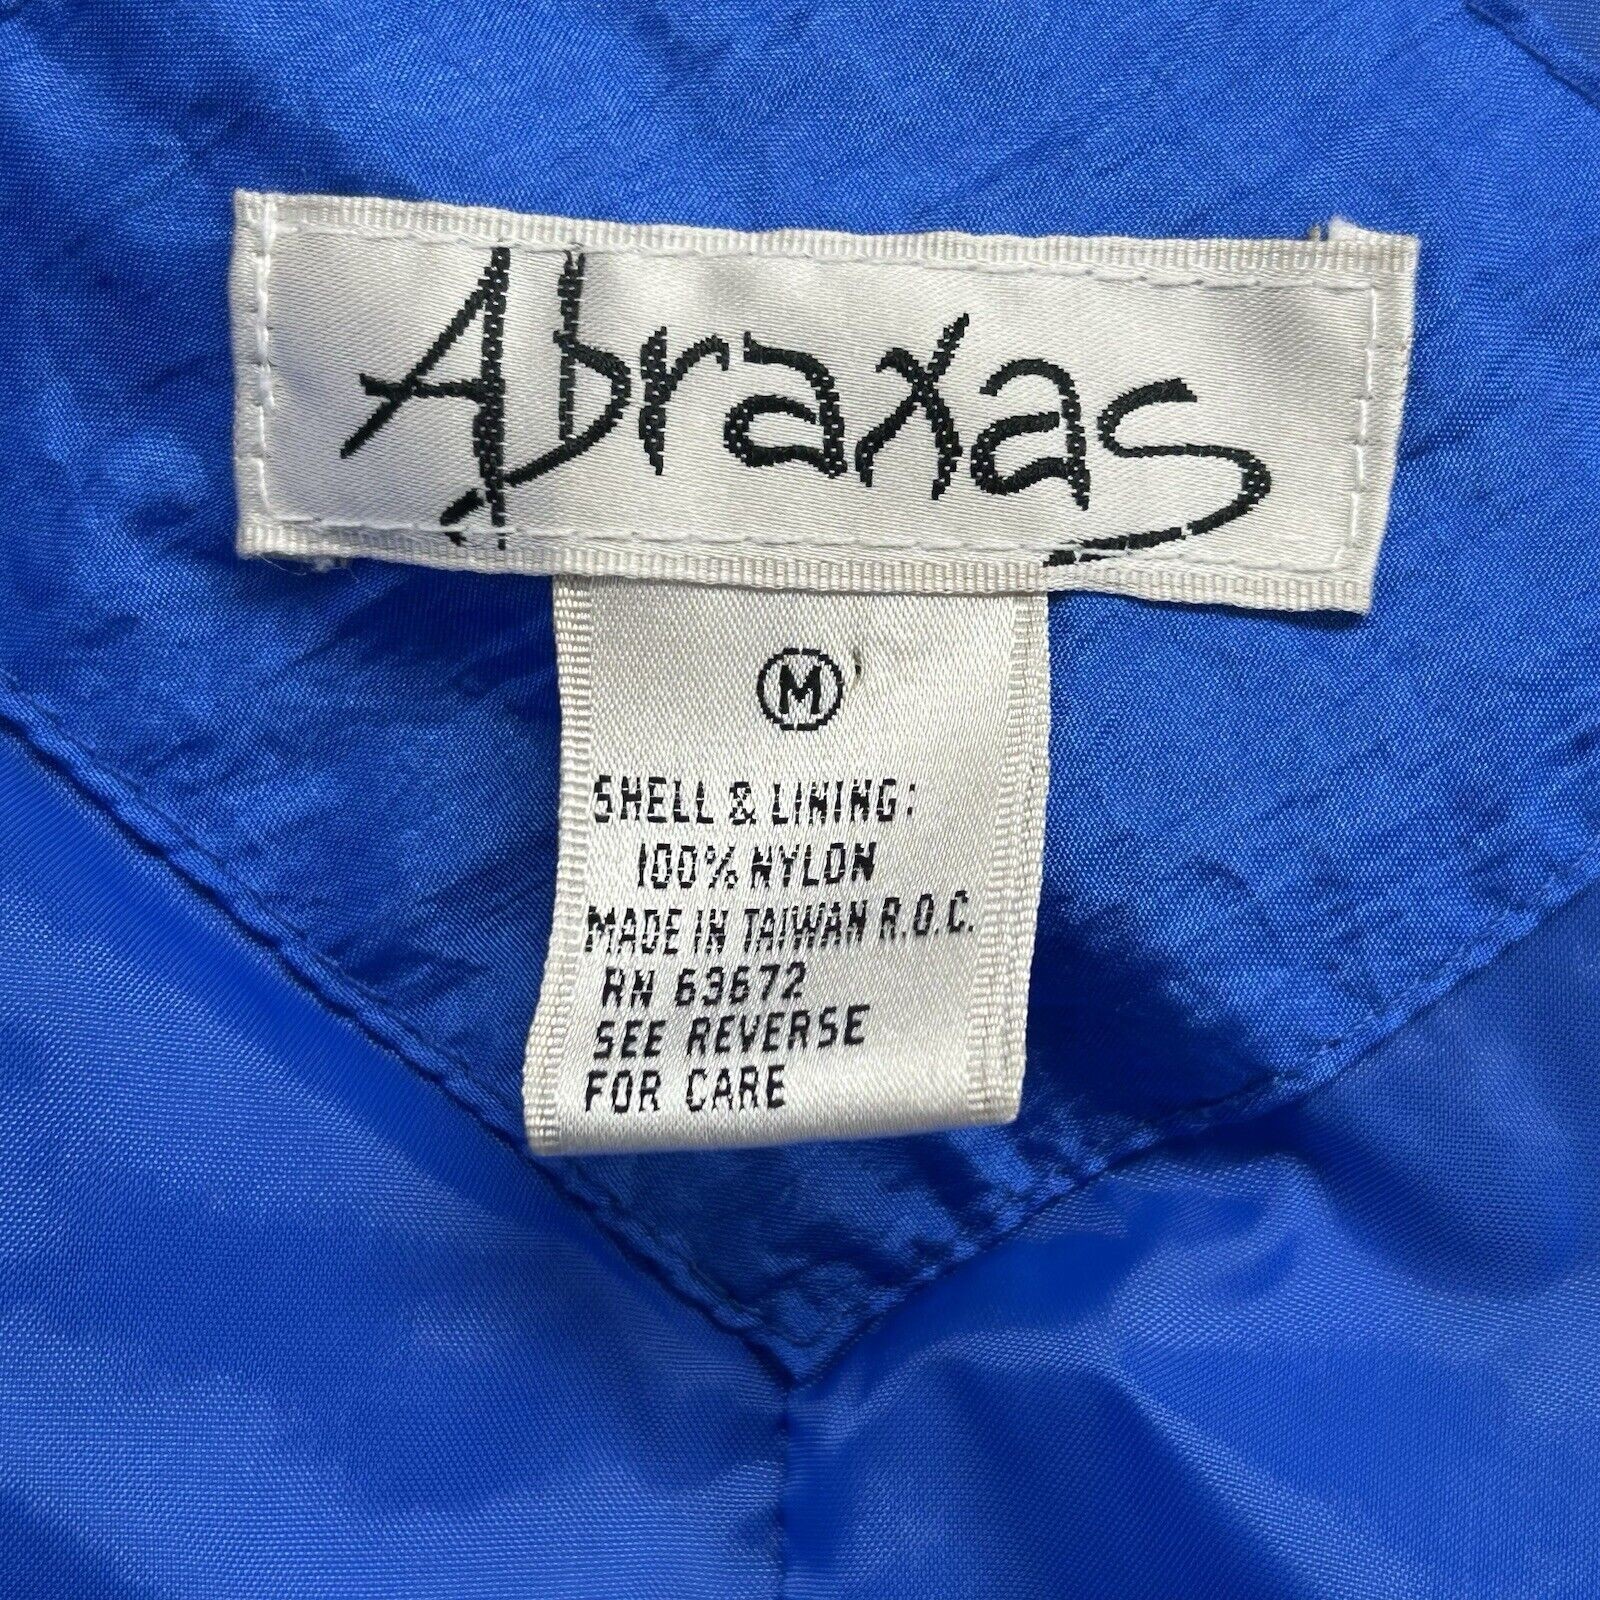 Abraxas
M
SHELL & LINING:
100% NYLON
MADE IN TAIWAN R.O.C.
RN 63672
SEE REVERSE
FOR CARE